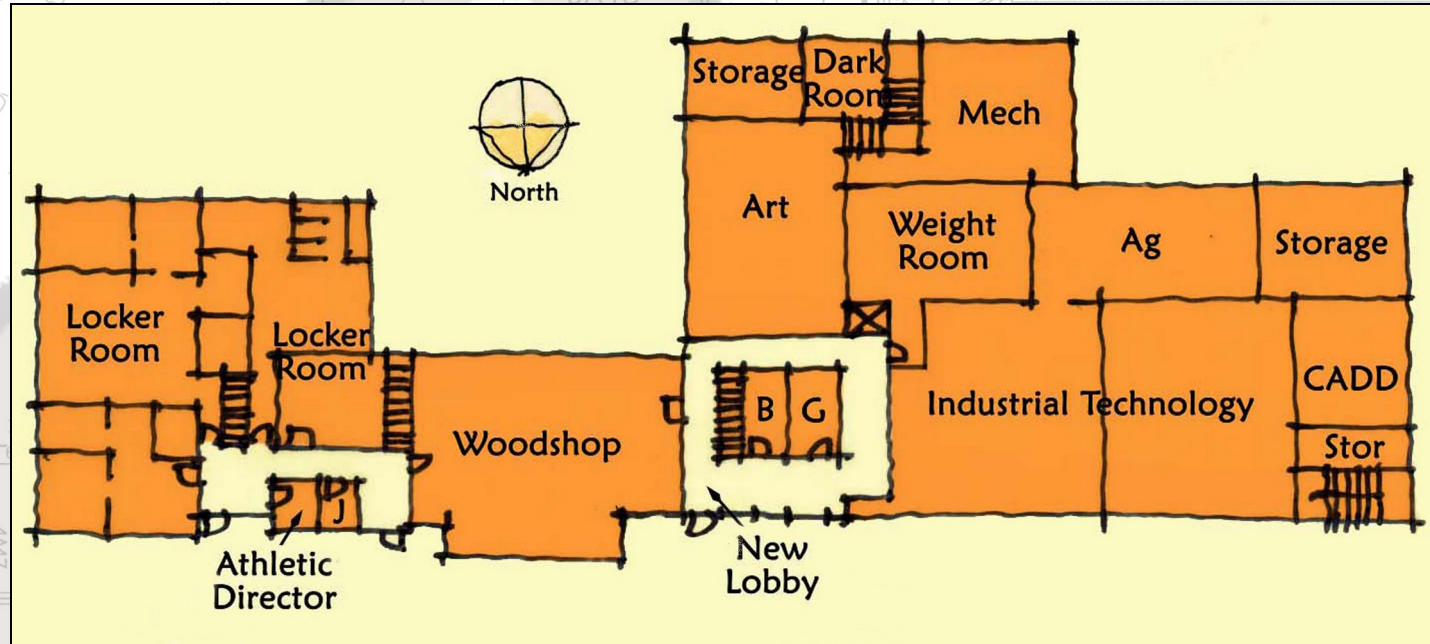 Storage
Dark
Room
Mech
North
Art
Weight
Room
Ag
Storage
Locker
Room
Locker
Room
CADD
B
G
Industrial Technology
Woodshop
Stor
J
Athletic
Director
New
Lobby